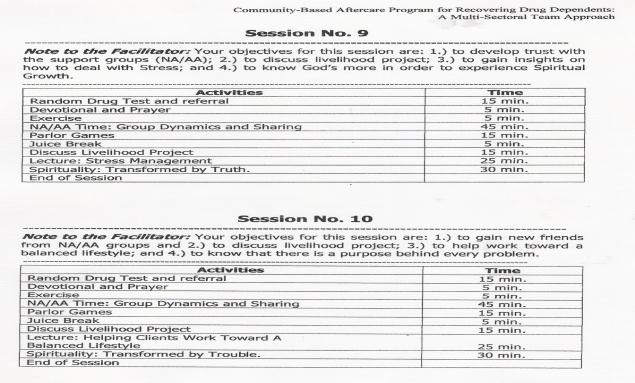 Community-Based Aftercare Program for Recovering Drug Dependents:
A Multi-Sectoral Team Approach
Session No. 9
Note to the Facilitator: Your objectives for this session are: 1.) to develop trust with
the support groups (NA/AA); 2.) to discuss livelihood project; 3.) to gain insights on
how to deal with Stress; and 4.) to know God's more in order to experience Spiritual
Growth.
Activities Time
Random Drug Test and referral 15 min.
Devotional and Prayer 5 min.
Exercise 5 min.
NA/AA Time: Group Dynamics and Sharing 45 min.
Parlor Games 15 min.
Juice Break 5 min.
Discuss Livelihood Project 15 min.
Lecture: Stress Management 25 min.
Spirituality: Transformed by Truth. 30 min.
End of Session
Session No. 10
Note to the Facilitator: Your objectives for this session are: 1.) to gain new friends
from NA/AA groups and 2.) to discuss livelihood project; 3.) to help work toward a
balanced lifestyle; and 4.) to know that there is a purpose behind every problem.
Activities Time
Random Drug Test and referral 15 min.
Devotional and Prayer 5 min.
Exercise 5 min.
NA/AA Time: Group Dynamics and Sharing 45 min.
Parlor Games 15 min.
Juice Break 5 min.
Discuss Livelihood Project 15 min.
Lecture: Helping Clients Work Toward A
Balanced Lifestyle 25 min.
Spirituality: Transformed by Trouble. 30 min.
End of Session